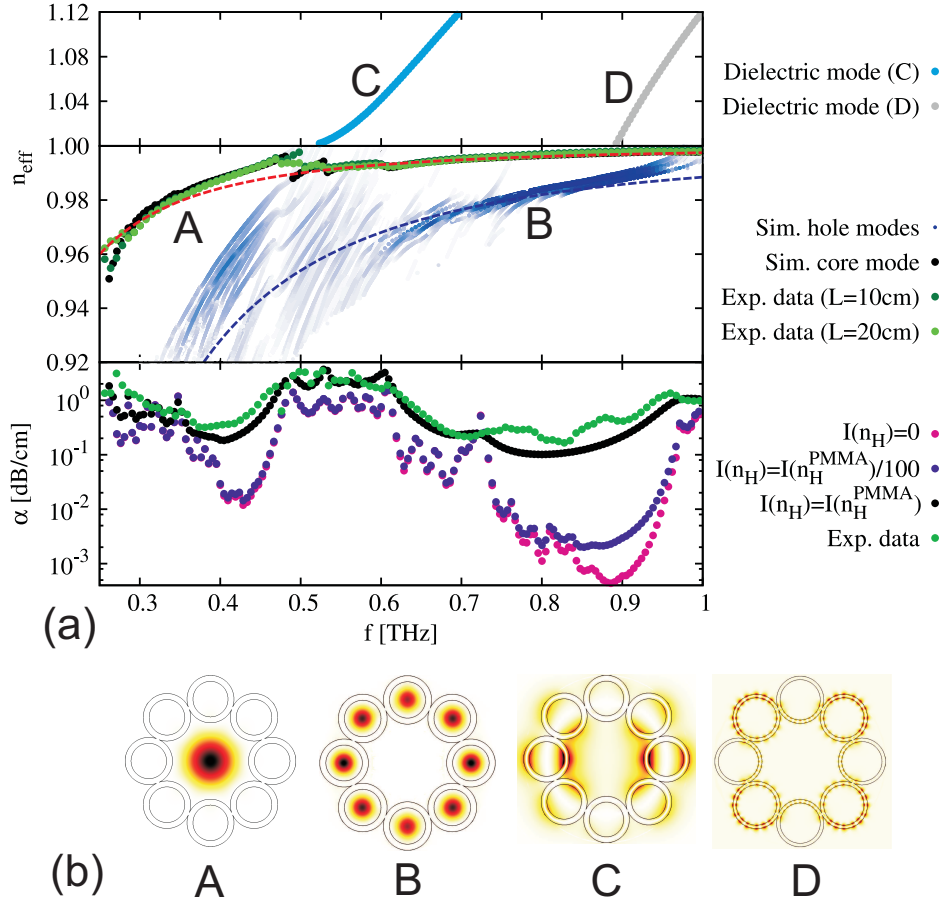 1.12
1.08
1.04
1.00
0.98
0.96
0.94
0.92
n_eff
C
D
A
B
Dielectric mode (C)
Dielectric mode (D)
Sim. hole modes
Sim. core mode
Exp. data (L=10cm)
Exp. data (L=20cm)
10^0
10^-1
10^-2
10^-3
α [dB/cm]
I(n_H)=0
I(n_H)=I(n_H^PMMA)/100
I(n_H)=I(n_H^PMMA)
Exp. data
0.3 0.4 0.5 0.6 0.7 0.8 0.9 1
f [THz]
(a)
(b)
A B C D